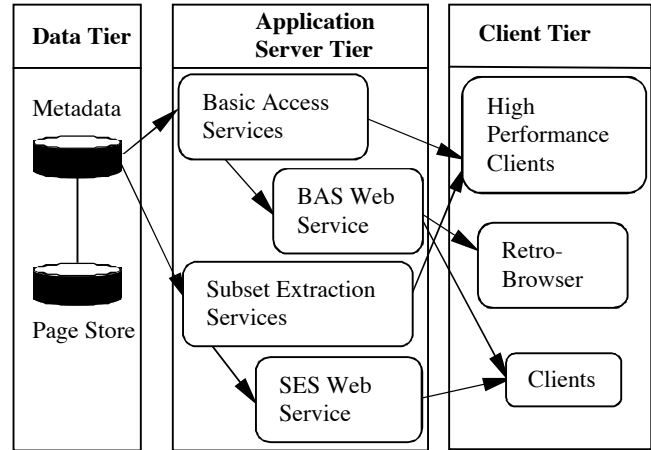 Data Tier
Metadata
Page Store
Application
Server Tier
Basic Access
Services
BAS Web
Service
Subset Extraction
Services
SES Web
Service
Client Tier
High
Performance
Clients
Retro-
Browser
Clients